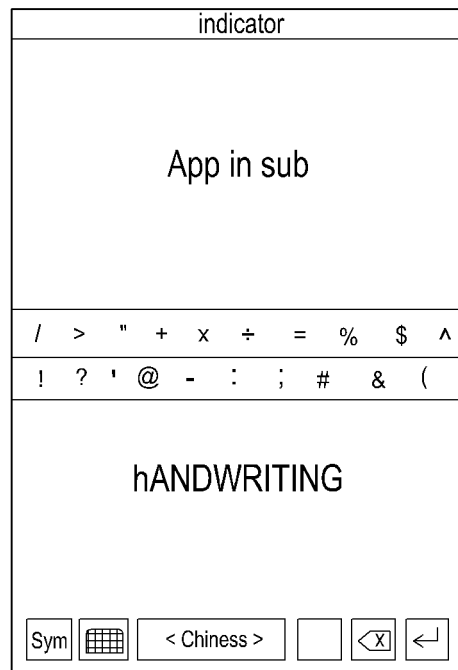 indicator
App in sub
/ > " + x ÷ = % $ ^
! ? ' @ - : ; # & (
hANDWRITING
Sym < Chiness > X